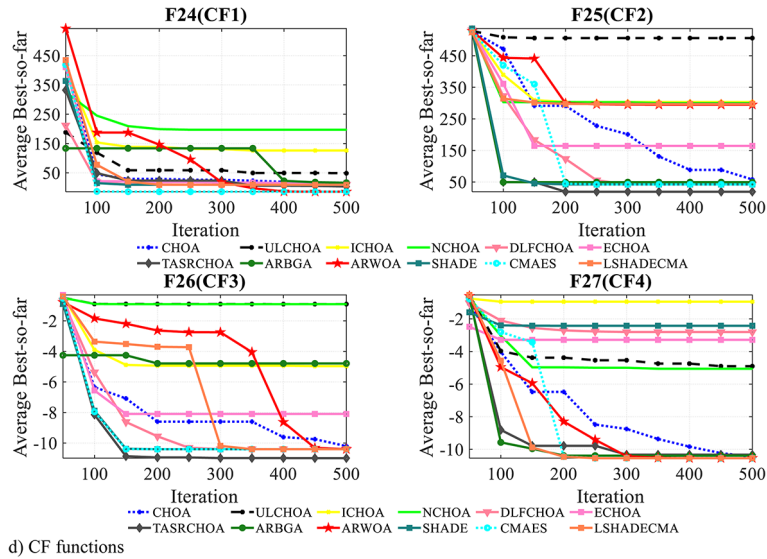 F24(CF1)
F25(CF2)
Average Best-so-far
450
350
250
150
50
100 200 300 400 500
Iteration
Average Best-so-far
450
350
250
150
50
100 200 300 400 500
Iteration
CHOA ULCHOA ICHOA NCHOA DLFCHOA ECHOA
TASRCHOA ARBGA ARWOA SHADE CMAES LSHADECMA
F26(CF3)
F27(CF4)
Average Best-so-far
-2
-4
-6
-8
-10
100 200 300 400 500
Iteration
Average Best-so-far
-2
-4
-6
-8
-10
100 200 300 400 500
Iteration
CHOA ULCHOA ICHOA NCHOA DLFCHOA ECHOA
TASRCHOA ARBGA ARWOA SHADE CMAES LSHADECMA
d) CF functions